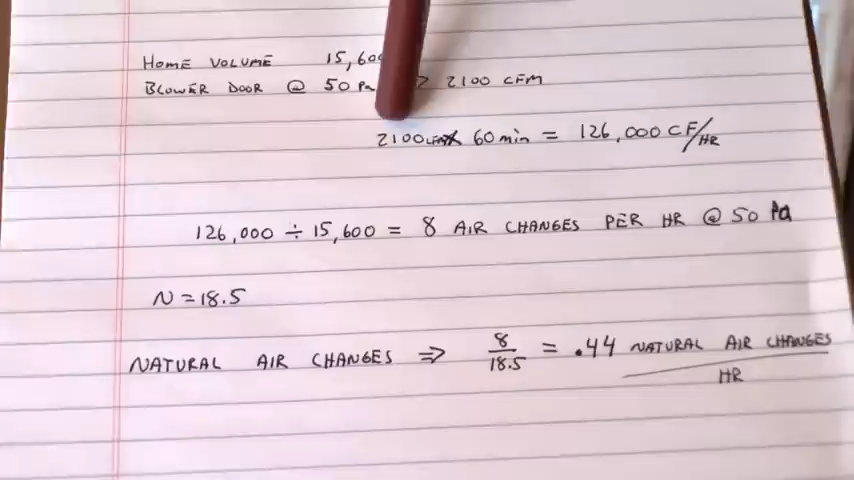 HOME VOLUME 15,600
BLOWER DOOR @ 50 Pa 2100 CFM
2100 CFM X 60 min = 126,000 CF/HR
126,000 ÷ 15,600 = 8 AIR CHANGES PER HR @ 50 Pa
N = 18.5
NATURAL AIR CHANGES ⇒ 8/18.5 = .44 NATURAL AIR CHANGES/HR